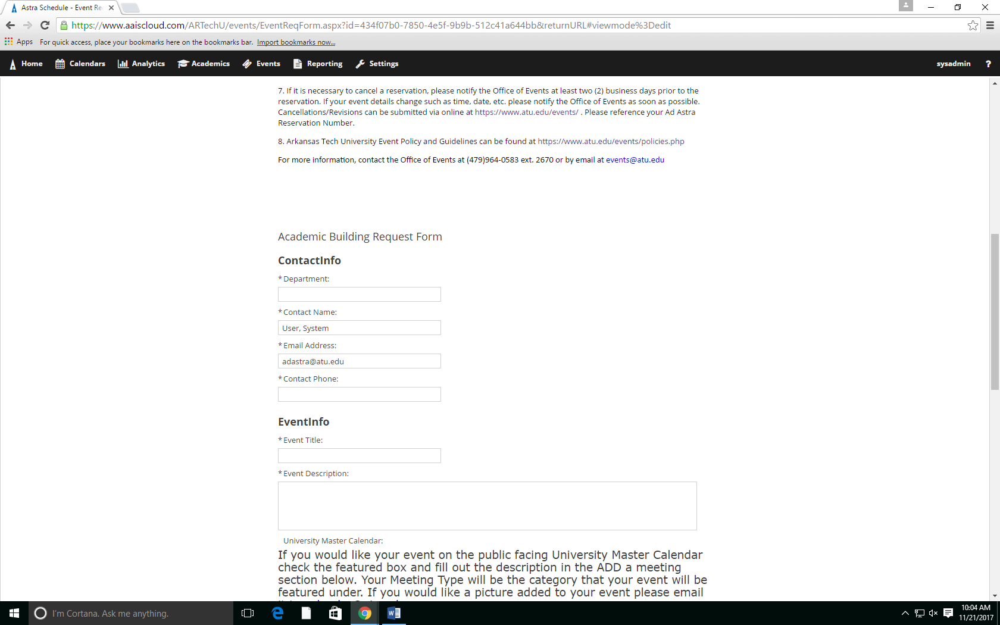 Astra Schedule - Event Re
https://www.aaiscloud.com/ARTechU/events/EventReqForm.aspx?id=434f07b0-7850-4e5f-9b9b-512c41a644bb&returnURL#viewmode%3Dedit
Apps For quick access, place your bookmarks here on the bookmarks bar. Import bookmarks now...
Home Calendars Analytics Academics Events Reporting Settings sysadmin ?
7. If it is necessary to cancel a reservation, please notify the Office of Events at least two (2) business days prior to the
reservation. If your event details change such as time, date, etc. please notify the Office of Events as soon as possible.
Cancellations/Revisions can be submitted via online at https://www.atu.edu/events/ . Please reference your Ad Astra
Reservation Number.
8. Arkansas Tech University Event Policy and Guidelines can be found at https://www.atu.edu/events/policies.php
For more information, contact the Office of Events at (479)964-0583 ext. 2670 or by email at events@atu.edu
Academic Building Request Form
ContactInfo
* Department:
* Contact Name:
User, System
* Email Address:
adastra@atu.edu
* Contact Phone:
EventInfo
* Event Title:
* Event Description:
University Master Calendar:
If you would like your event on the public facing University Master Calendar
check the featured box and fill out the description in the ADD a meeting
section below. Your Meeting Type will be the category that your event will be
featured under. If you would like a picture added to your event please email
I'm Cortana. Ask me anything.
10:04 AM
11/21/2017